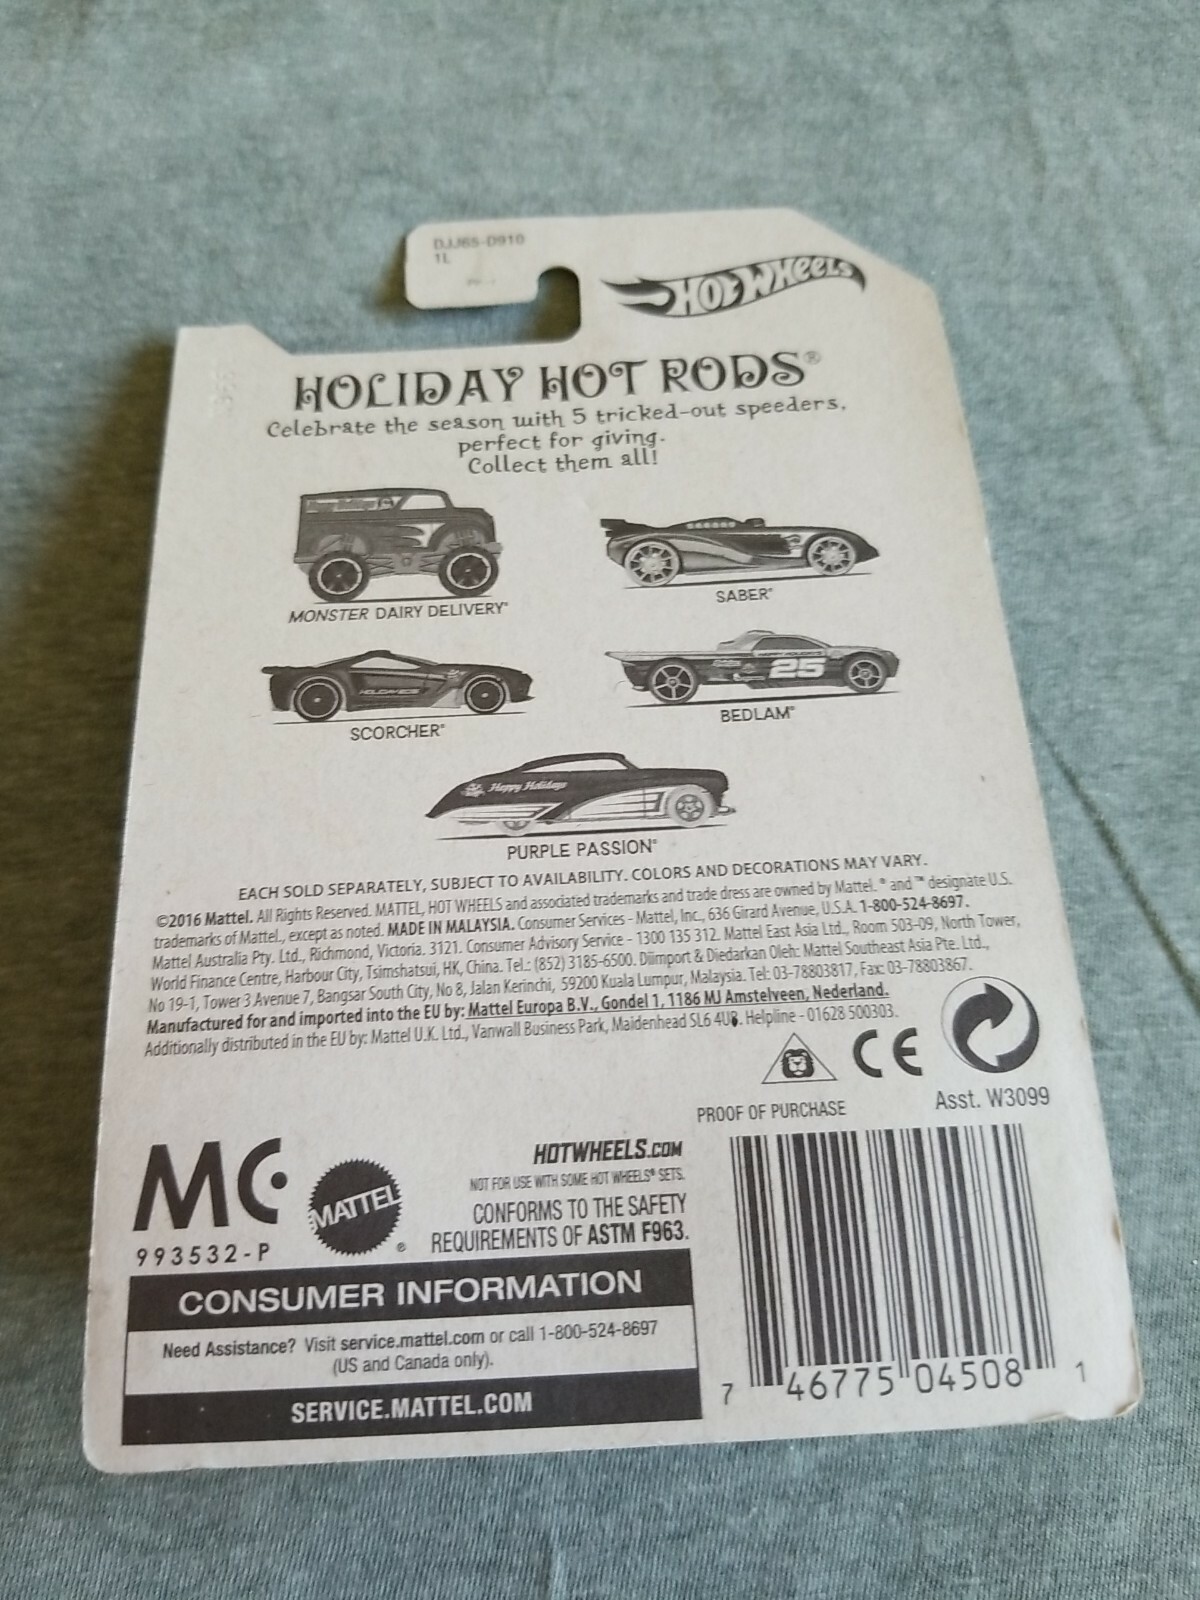 DJJ65-D910
1L
HOT WHEELS
HOLIDAY HOT RODS®
Celebrate the season with 5 tricked-out speeders,
perfect for giving.
Collect them all!
MONSTER DAIRY DELIVERY®
SABER®
HOLIDAY
25
SCORCHER®
BEDLAM®
Happy Holidays
PURPLE PASSION®
EACH SOLD SEPARATELY, SUBJECT TO AVAILABILITY. COLORS AND DECORATIONS MAY VARY.
©2016 Mattel. All Rights Reserved. MATTEL, HOT WHEELS and associated trademarks and trade dress are owned by Mattel. ® and ™ designate U.S.
trademarks of Mattel, except as noted. MADE IN MALAYSIA. Consumer Services - Mattel, Inc., 636 Girard Avenue, U.S.A. 1-800-524-8697.
Mattel Australia Pty. Ltd., Richmond, Victoria. 3121. Consumer Advisory Service - 1300 135 312. Mattel East Asia Ltd., Room 503-09, North Tower,
World Finance Centre, Harbour City, Tsimshatsui, HK, China. Tel.: (852) 3185-6500. Diimport & Diedarkan Oleh: Mattel Southeast Asia Pte. Ltd.,
No 19-1, Tower 3 Avenue 7, Bangsar South City, No 8, Jalan Kerinchi, 59200 Kuala Lumpur, Malaysia. Tel: 03-78803817, Fax: 03-78803867.
Manufactured for and imported into the EU by: Mattel Europa B.V., Gondel 1, 1186 MJ Amstelveen, Nederland.
Additionally distributed in the EU by: Mattel U.K. Ltd., Vanwall Business Park, Maidenhead SL6 4UB. Helpline - 01628 500303.
CE
PROOF OF PURCHASE
Asst. W3099
MC
993532-P
MATTEL®
HOTWHEELS.COM
NOT FOR USE WITH SOME HOT WHEELS® SETS.
CONFORMS TO THE SAFETY
REQUIREMENTS OF ASTM F963.
CONSUMER INFORMATION
Need Assistance? Visit service.mattel.com or call 1-800-524-8697
(US and Canada only).
SERVICE.MATTEL.COM
7 46775 04508 1